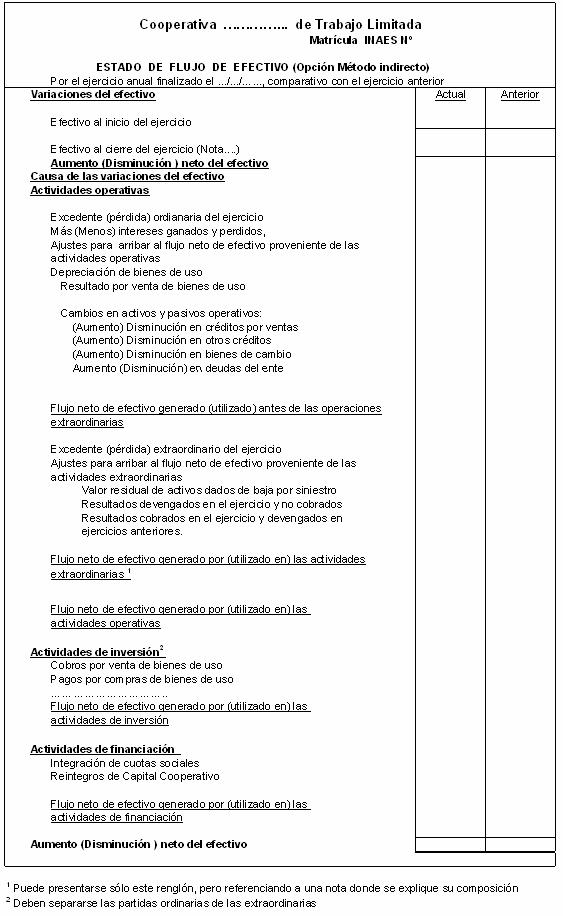 Cooperativa ………….. de Trabajo Limitada
Matrícula INAES Nº
ESTADO DE FLUJO DE EFECTIVO (Opción Método indirecto)
Por el ejercicio anual finalizado el .../.../......, comparativo con el ejercicio anterior
Variaciones del efectivo Actual Anterior
Efectivo al inicio del ejercicio
Efectivo al cierre del ejercicio (Nota....)
Aumento (Disminución ) neto del efectivo
Causa de las variaciones del efectivo
Actividades operativas
Excedente (pérdida) ordianaria del ejercicio
Más (Menos) intereses ganados y perdidos,
Ajustes para arribar al flujo neto de efectivo proveniente de las
actividades operativas
Depreciación de bienes de uso
Resultado por venta de bienes de uso
Cambios en activos y pasivos operativos:
(Aumento) Disminución en créditos por ventas
(Aumento) Disminución en otros créditos
(Aumento) Disminución en bienes de cambio
Aumento (Disminución) en deudas del ente
Flujo neto de efectivo generado (utilizado) antes de las operaciones
extraordinarias
Excedente (pérdida) extraordinario del ejercicio
Ajustes para arribar al flujo neto de efectivo proveniente de las
actividades extraordinarias
Valor residual de activos dados de baja por siniestro
Resultados devengados en el ejercicio y no cobrados
Resultados cobrados en el ejercicio y devengados en
ejercicios anteriores.
Flujo neto de efectivo generado por (utilizado en) las actividades
extraordinarias ¹
Flujo neto de efectivo generado por (utilizado en) las
actividades operativas
Actividades de inversión²
Cobros por venta de bienes de uso
Pagos por compras de bienes de uso
…………………………..
Flujo neto de efectivo generado por (utilizado en) las
actividades de inversión
Actividades de financiación
Integración de cuotas sociales
Reintegros de Capital Cooperativo
Flujo neto de efectivo generado por (utilizado en) las
actividades de financiación
Aumento (Disminución ) neto del efectivo
¹ Puede presentarse sólo este renglón, pero referenciando a una nota donde se explique su composición
² Deben separarse las partidas ordinarias de las extraordinarias